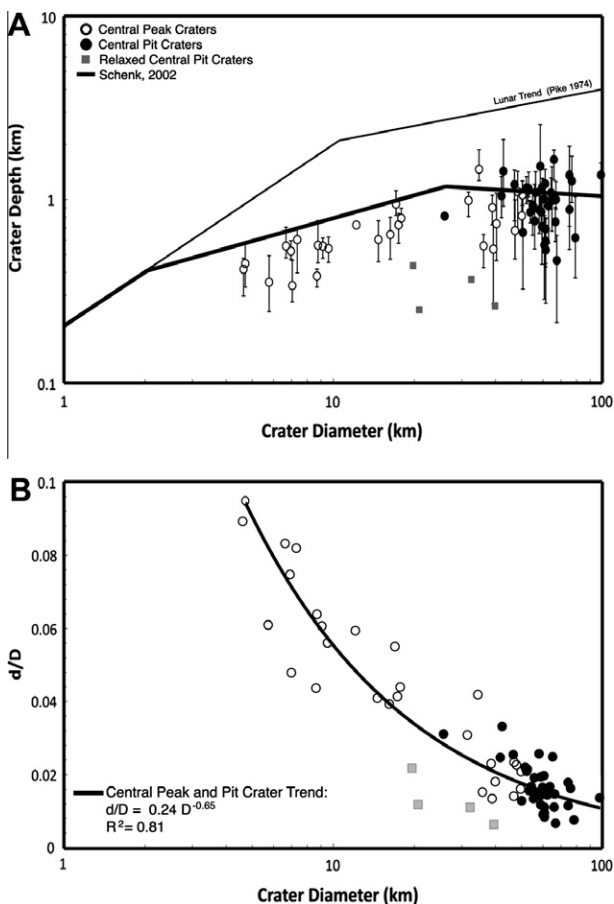 A
10
Central Peak Craters
Central Pit Craters
Relaxed Central Pit Craters
Schenk, 2002
Lunar Trend (Pike 1974)
Crater Depth (km)
1
0.1
1
10
100
Crater Diameter (km)
B
0.1
0.08
0.06
d/D
0.04
0.02
0
Central Peak and Pit Crater Trend:
d/D = 0.24 D^-0.65
R²= 0.81
1
10
100
Crater Diameter (km)